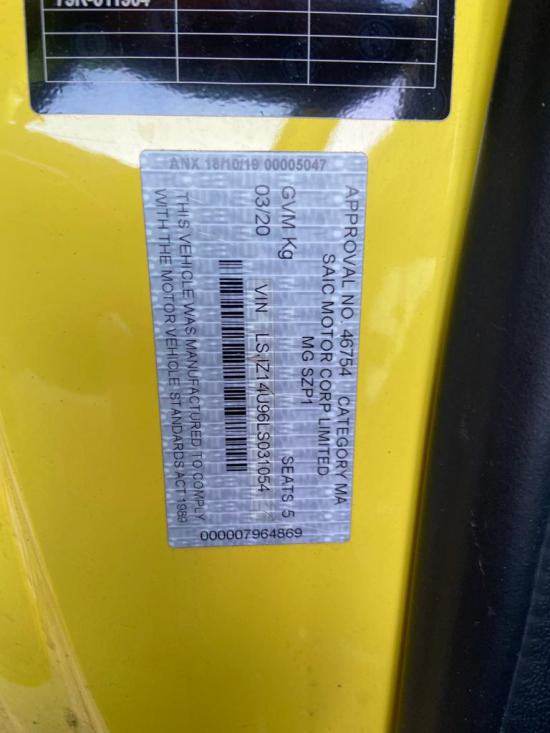 ANX 18/10/19 00005047
APPROVAL NO. 46754 CATEGORY MA
SAIC MOTOR CORP LIMITED
MG SZP1
GVM Kg SEATS 5
03/20
VIN
THIS VEHICLE WAS MANUFACTURED TO COMPLY
WITH THE MOTOR VEHICLE STANDARDS ACT 1989
000007964869